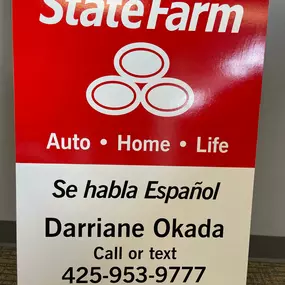 StateFarm
Auto • Home • Life
Se habla Español
Darriane Okada
Call or text
425-953-9777